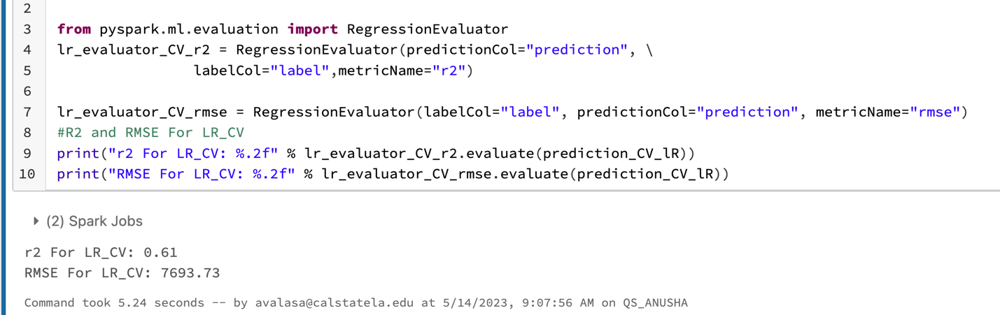 2
3 from pyspark.ml.evaluation import RegressionEvaluator
4 lr_evaluator_CV_r2 = RegressionEvaluator(predictionCol="prediction", \
5 labelCol="label",metricName="r2")
6
7 lr_evaluator_CV_rmse = RegressionEvaluator(labelCol="label", predictionCol="prediction", metricName="rmse")
8 #R2 and RMSE For LR_CV
9 print("r2 For LR_CV: %.2f" % lr_evaluator_CV_r2.evaluate(prediction_CV_lR))
10 print("RMSE For LR_CV: %.2f" % lr_evaluator_CV_rmse.evaluate(prediction_CV_lR))
(2) Spark Jobs
r2 For LR_CV: 0.61
RMSE For LR_CV: 7693.73
Command took 5.24 seconds -- by avalasa@calstatela.edu at 5/14/2023, 9:07:56 AM on QS_ANUSHA